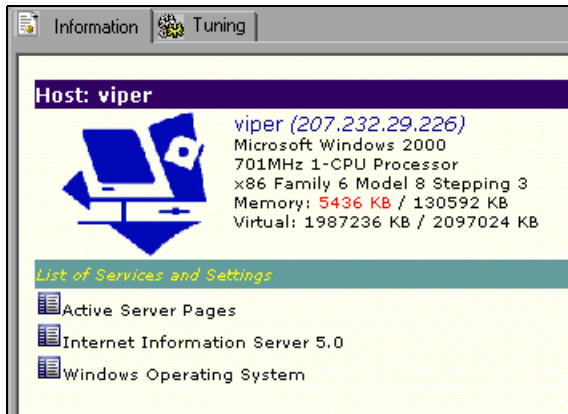 Information Tuning
Host: viper
viper (207.232.29.226)
Microsoft Windows 2000
701MHz 1-CPU Processor
x86 Family 6 Model 8 Stepping 3
Memory: 5436 KB / 130592 KB
Virtual: 1987236 KB / 2097024 KB
List of Services and Settings
Active Server Pages
Internet Information Server 5.0
Windows Operating System